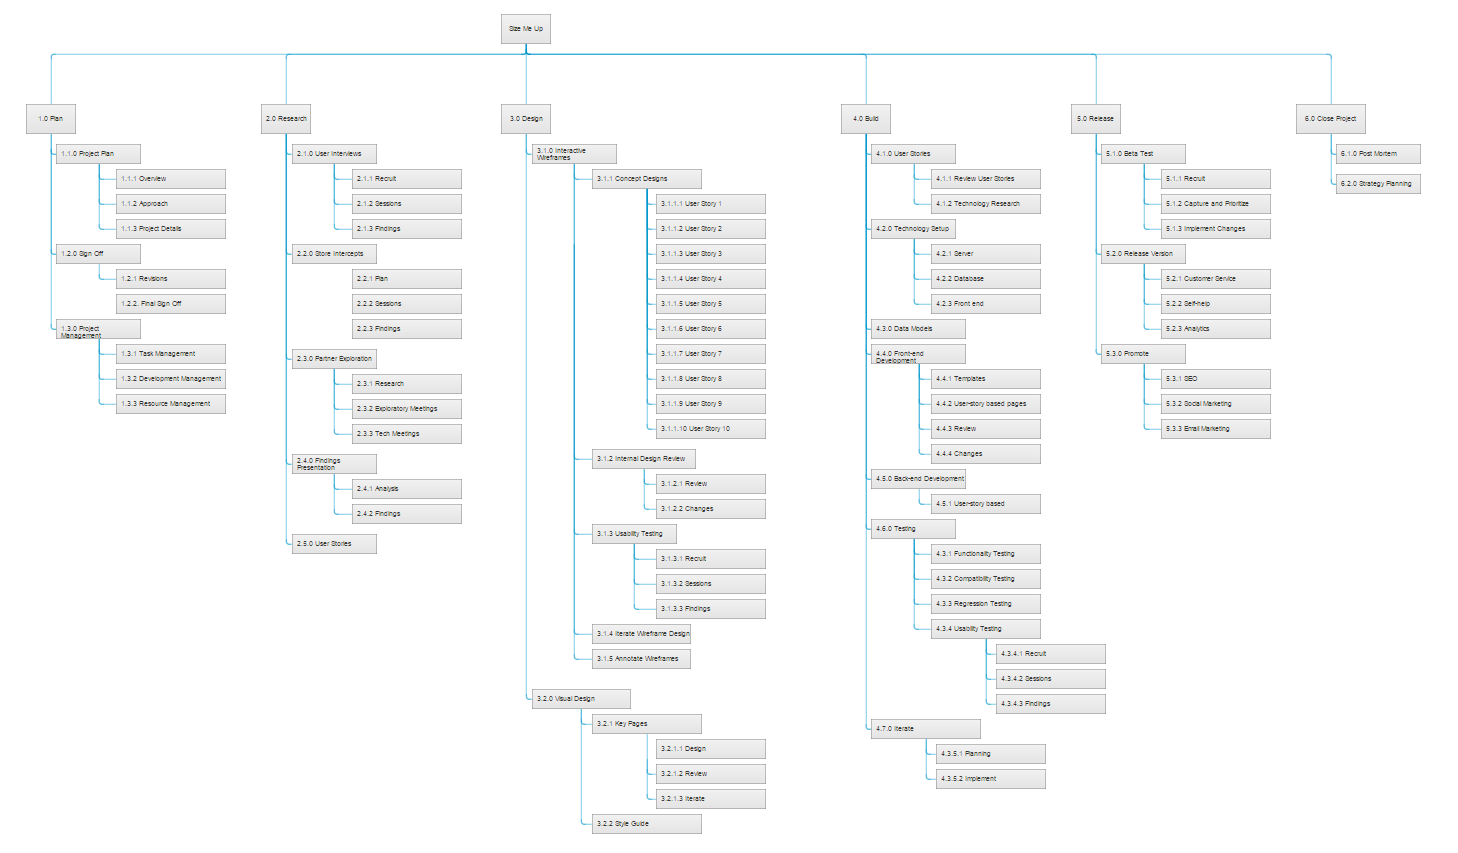 Size Me Up
1.0 Plan
1.1.0 Project Plan
1.1.1 Overview
1.1.2 Approach
1.1.3 Project Details
1.2.0 Sign Off
1.2.1 Revisions
1.2.2. Final Sign Off
1.3.0 Project
Management
1.3.1 Task Management
1.3.2 Development Management
1.3.3 Resource Management
2.0 Research
2.1.0 User Interviews
2.1.1 Recruit
2.1.2 Sessions
2.1.3 Findings
2.2.0 Store Intercepts
2.2.1 Plan
2.2.2 Sessions
2.2.3 Findings
2.3.0 Partner Exploration
2.3.1 Research
2.3.2 Exploratory Meetings
2.3.3 Tech Meetings
2.4.0 Findings
Presentation
2.4.1 Analysis
2.4.2 Findings
2.5.0 User Stories
3.0 Design
3.1.0 Interactive
Wireframes
3.1.1 Concept Designs
3.1.1.1 User Story 1
3.1.1.2 User Story 2
3.1.1.3 User Story 3
3.1.1.4 User Story 4
3.1.1.5 User Story 5
3.1.1.6 User Story 6
3.1.1.7 User Story 7
3.1.1.8 User Story 8
3.1.1.9 User Story 9
3.1.1.10 User Story 10
3.1.2 Internal Design Review
3.1.2.1 Review
3.1.2.2 Changes
3.1.3 Usability Testing
3.1.3.1 Recruit
3.1.3.2 Sessions
3.1.3.3 Findings
3.1.4 Iterate Wireframe Design
3.1.5 Annotate Wireframes
3.2.0 Visual Design
3.2.1 Key Pages
3.2.1.1 Design
3.2.1.2 Review
3.2.1.3 Iterate
3.2.2 Style Guide
4.0 Build
4.1.0 User Stories
4.1.1 Review User Stories
4.1.2 Technology Research
4.2.0 Technology Setup
4.2.1 Server
4.2.2 Database
4.2.3 Front end
4.3.0 Data Models
4.4.0 Front-end
Development
4.4.1 Templates
4.4.2 User-story based pages
4.4.3 Review
4.4.4 Changes
4.5.0 Back-end Development
4.5.1 User-story based
4.6.0 Testing
4.3.1 Functionality Testing
4.3.2 Compatibility Testing
4.3.3 Regression Testing
4.3.4 Usability Testing
4.3.4.1 Recruit
4.3.4.2 Sessions
4.3.4.3 Findings
4.7.0 Iterate
4.3.5.1 Planning
4.3.5.2 Implement
5.0 Release
5.1.0 Beta Test
5.1.1 Recruit
5.1.2 Capture and Prioritize
5.1.3 Implement Changes
5.2.0 Release Version
5.2.1 Customer Service
5.2.2 Self-help
5.2.3 Analytics
5.3.0 Promote
5.3.1 SEO
5.3.2 Social Marketing
5.3.3 Email Marketing
6.0 Close Project
6.1.0 Post Mortem
6.2.0 Strategy Planning